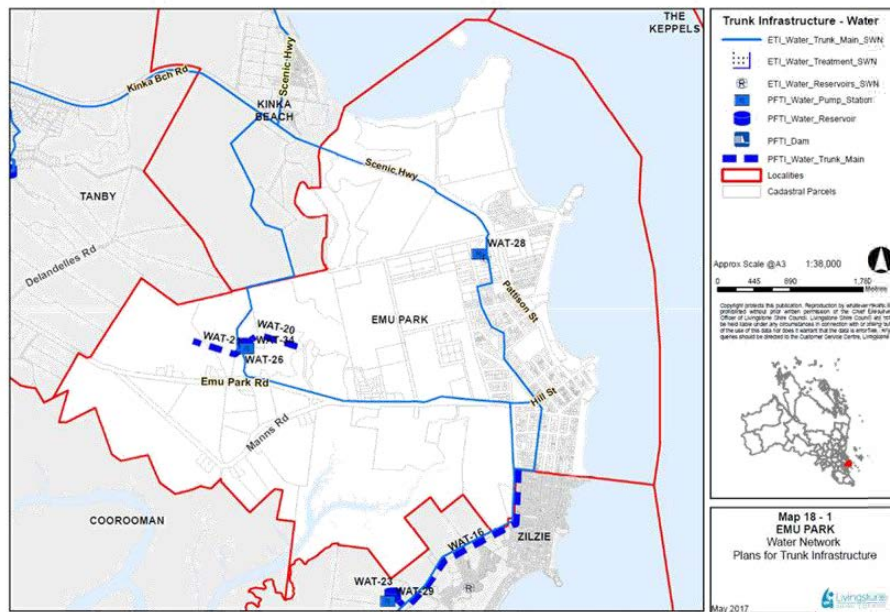 THE
KEPPELS
Scenic Hwy
Kinka Bch Rd
KINKA
BEACH
Scenic Hwy
TANBY
Delandelles Rd
WAT-28
Pattison St
EMU PARK
WAT-20
WAT-26
Emu Park Rd
Hill St
Manns Rd
COOROOMAN
WAT-16
ZILZIE
WAT-23
WAT-29
R
Trunk Infrastructure - Water
ETI_Water_Trunk_Main_SWN
ETI_Water_Treatment_SWN
ETI_Water_Reservoirs_SWN
PFTI_Water_Pump_Station
PFTI_Water_Reservoir
PFTI_Dam
PFTI_Water_Trunk_Main
Localities
Cadastral Parcels
Approx Scale @A3 1:38,000
0 445 890 1,780
Metres
Map 18 - 1
EMU PARK
Water Network
Plans for Trunk Infrastructure
May 2017
Livingstone